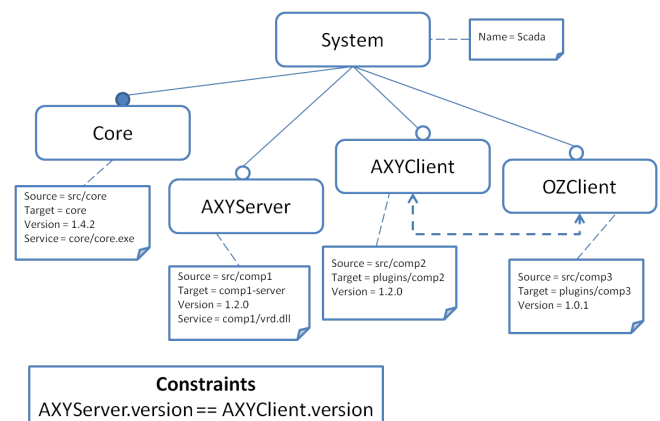 System
Name = Scada
Core
AXYServer
AXYClient
OZClient
Source = src/core
Target = core
Version = 1.4.2
Service = core/core.exe
Source = src/comp1
Target = comp1-server
Version = 1.2.0
Service = comp1/vrd.dll
Source = src/comp2
Target = plugins/comp2
Version = 1.2.0
Source = src/comp3
Target = plugins/comp3
Version = 1.0.1
Constraints
AXYServer.version == AXYClient.version